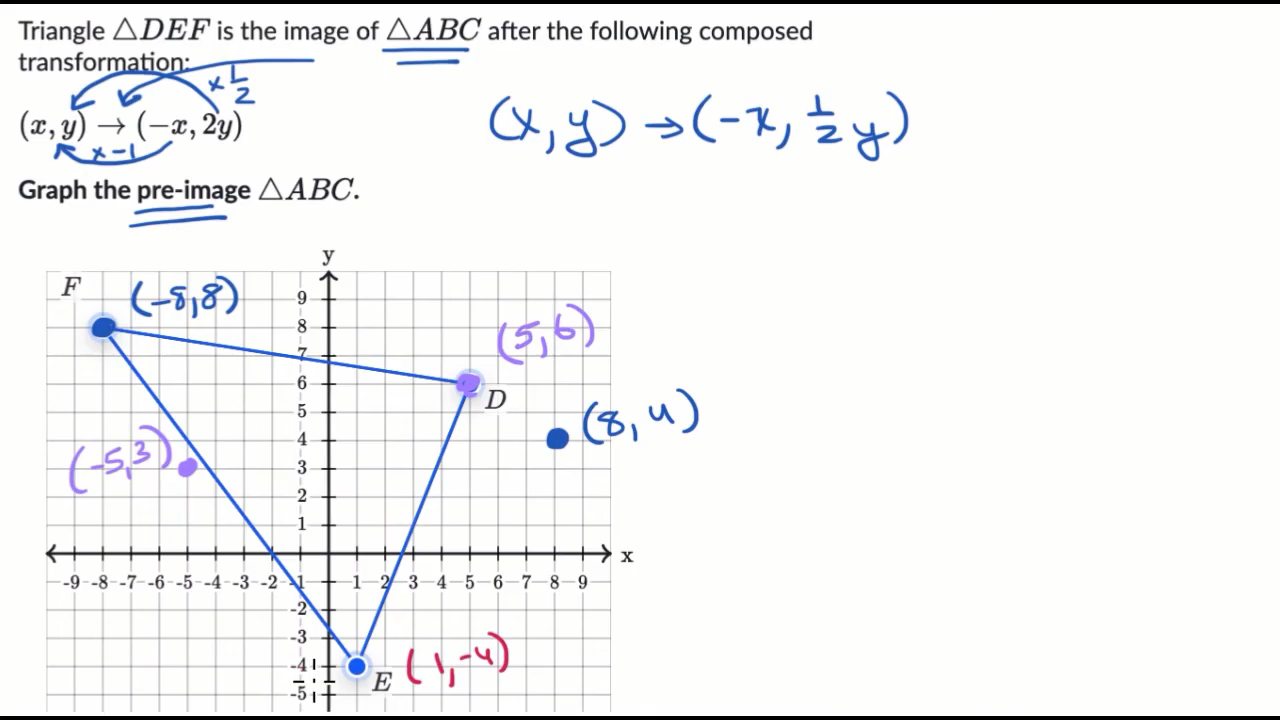 Triangle △DEF is the image of △ABC after the following composed
transformation:
× 1/2
(x, y) → (−x, 2y)
× −1
(x, y) → (−x, 1/2 y)
Graph the pre-image △ABC.
y
F
(−8,8)
9
8
7
6
5
4
3
2
1
(5,6)
D
(8,4)
(−5,3)
x
-9 -8 -7 -6 -5 -4 -3 -2 -1 1 2 3 4 5 6 7 8 9
-2
-3
-4
-5
E
(1,−4)